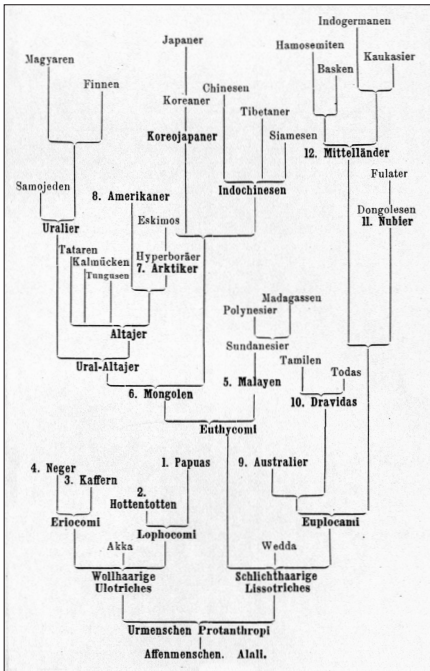 Indogermanen
Japaner
Hamosemiten
Magyaren
Basken
Kaukasier
Finnen
Chinesen
Koreaner
Tibetaner
Koreojapaner
Siamesen
12. Mittelländer
Fulater
Samojeden
8. Amerikaner
Indochinesen
Dongolesen
Eskimos
11. Nubier
Uralier
Tataren
Hyperboräer
Kalmücken
7. Arktiker
Tungusen
Madagassen
Polynesier
Altajer
Sundanesier
Tamilen
Ural-Altajer
Todas
5. Malayen
6. Mongolen
10. Dravidas
Euthycomi
4. Neger
1. Papuas
9. Australier
3. Kaffern
2.
Hottentotten
Eriocomi
Euplocami
Lophocomi
Akka
Wedda
Wollhaarige
Schlichthaarige
Ulotriches
Lissotriches
Urmenschen Protanthropi
Affenmenschen. Alali.